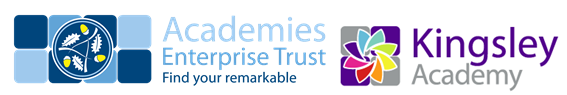 Academies
Enterprise Trust
Find your remarkable
Kingsley
Academy